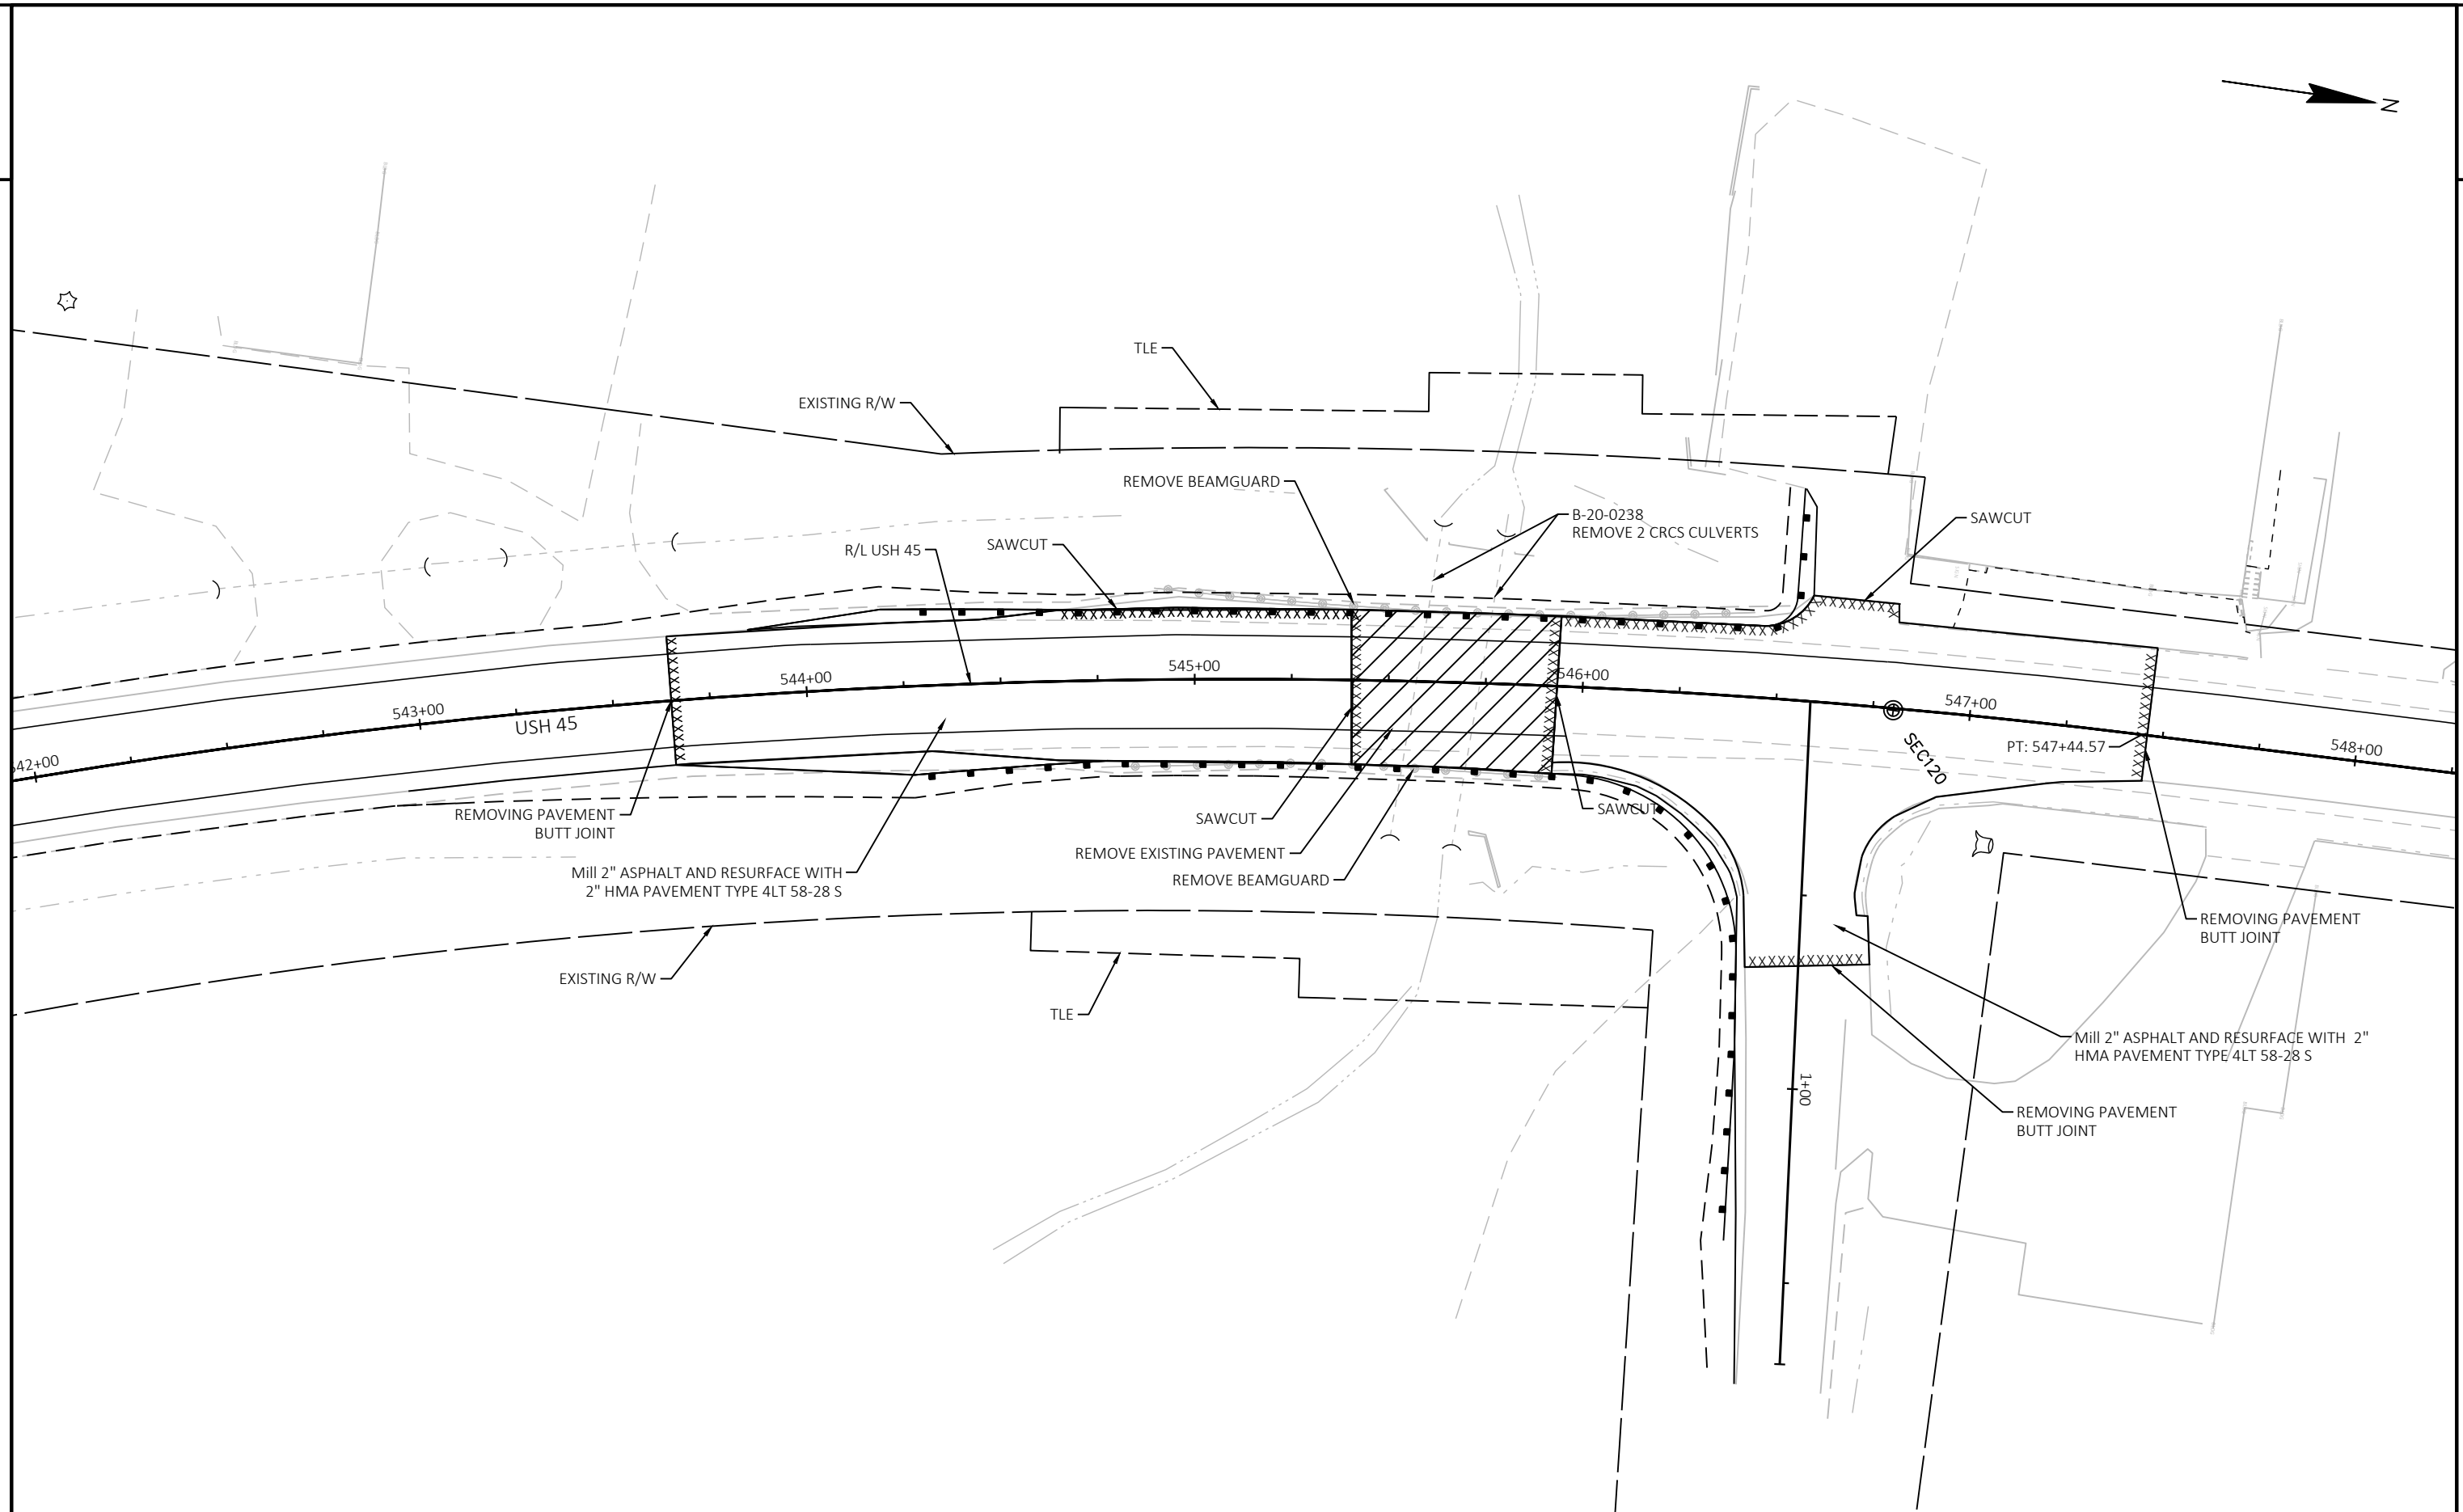 N
TLE
EXISTING R/W
REMOVE BEAMGUARD
B-20-0238
REMOVE 2 CRCS CULVERTS
SAWCUT
R/L USH 45
SAWCUT
545+00
544+00
546+00
543+00
547+00
USH 45
PT: 547+44.57
548+00
542+00
SEC120
REMOVING PAVEMENT
BUTT JOINT
SAWCUT
SAWCUT
REMOVE EXISTING PAVEMENT
Mill 2" ASPHALT AND RESURFACE WITH
2" HMA PAVEMENT TYPE 4LT 58-28 S
REMOVE BEAMGUARD
REMOVING PAVEMENT
BUTT JOINT
EXISTING R/W
TLE
Mill 2" ASPHALT AND RESURFACE WITH 2"
HMA PAVEMENT TYPE 4LT 58-28 S
1+00
REMOVING PAVEMENT
BUTT JOINT